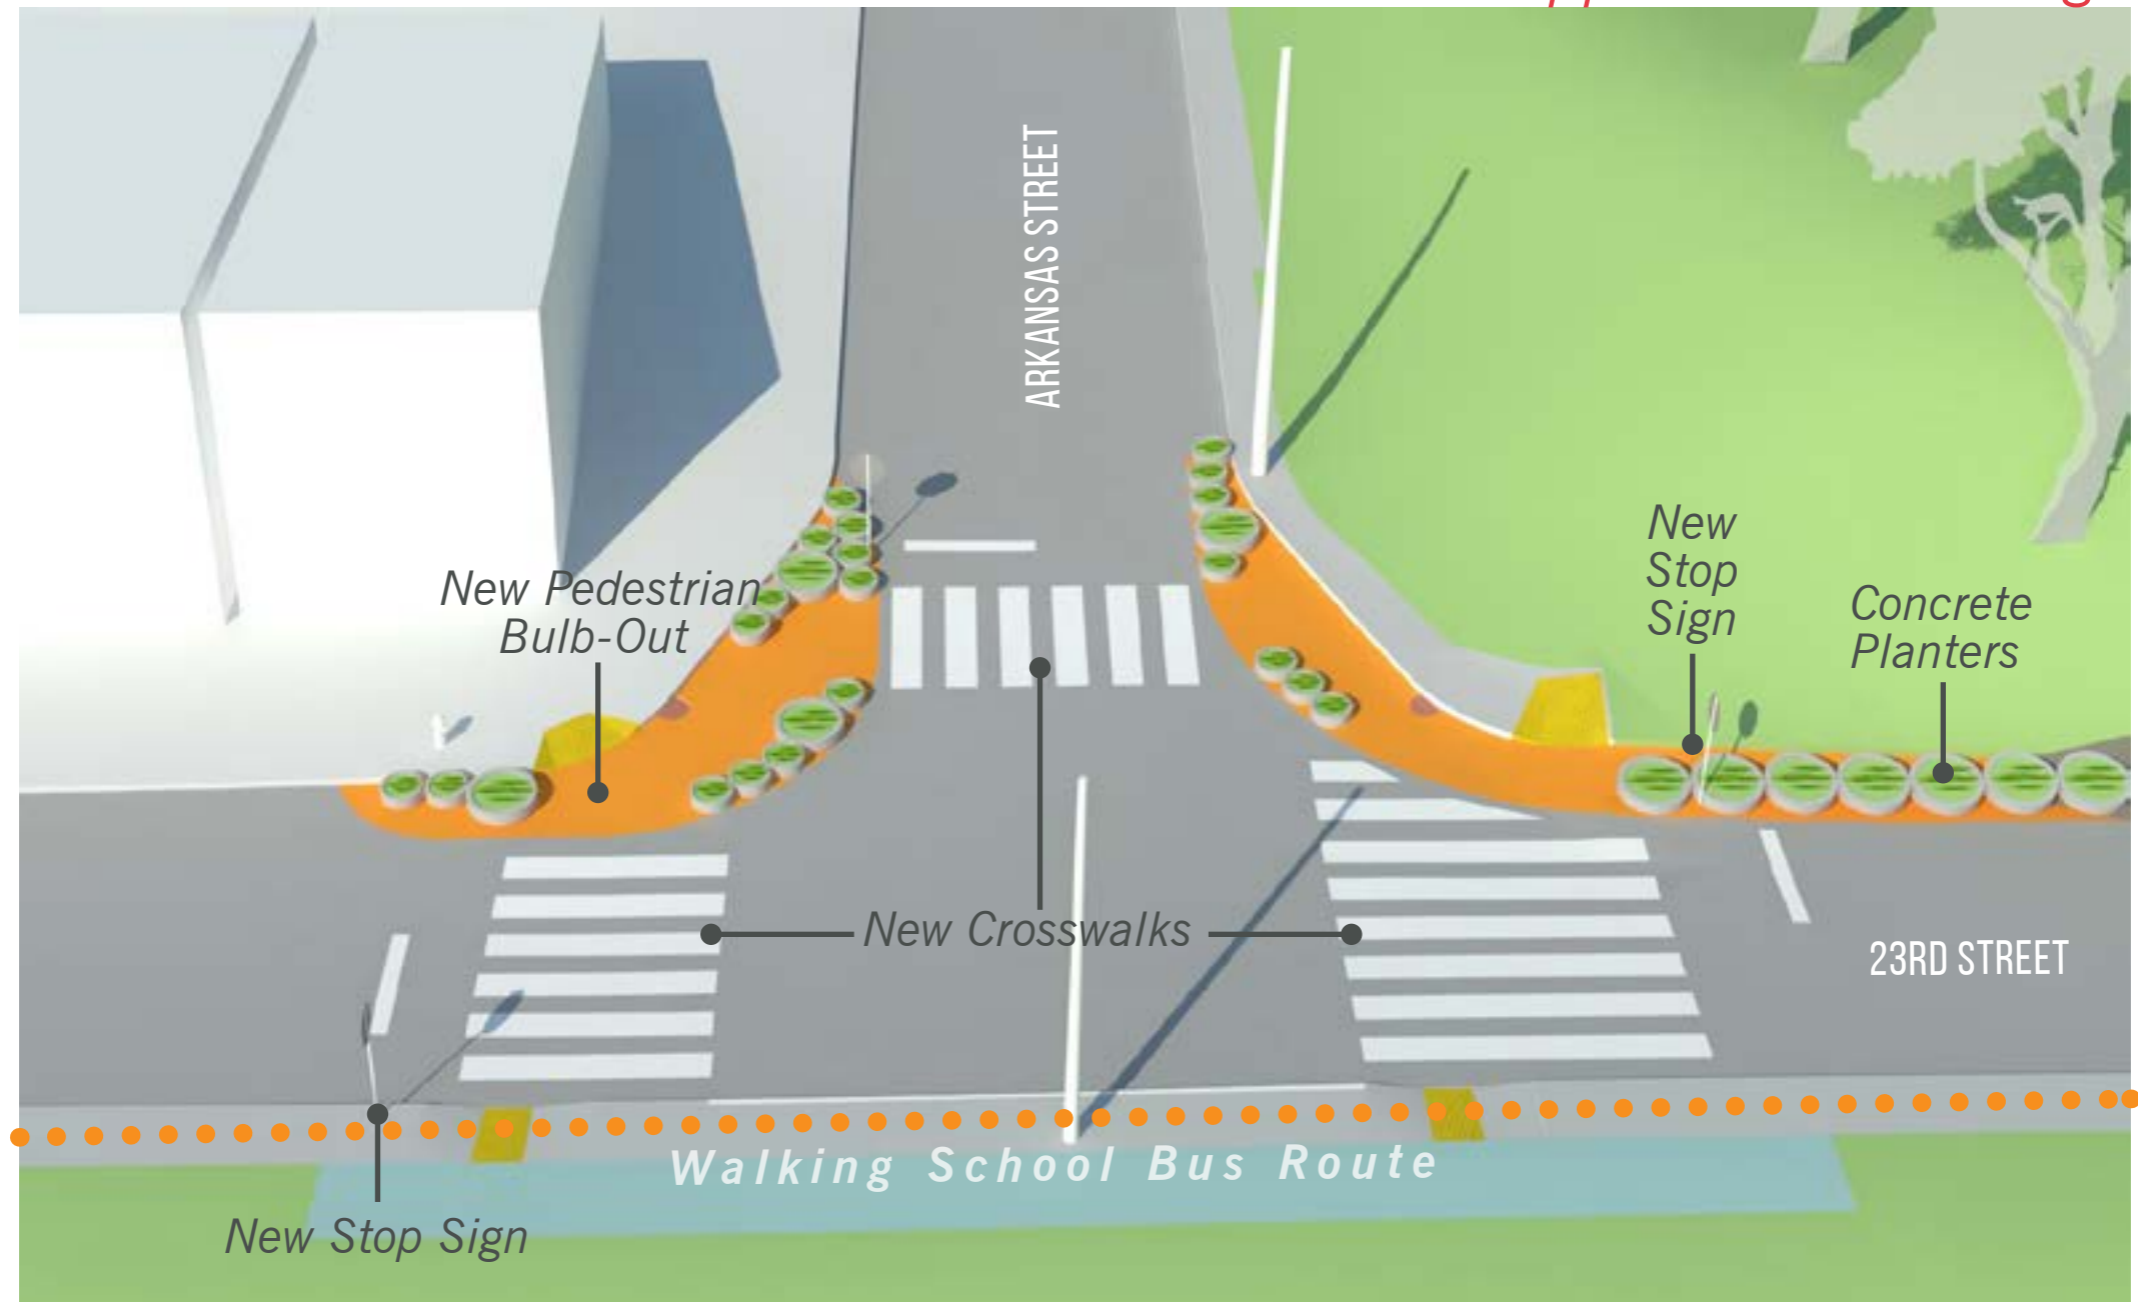 ARKANSAS STREET
New
Stop
Sign
Concrete
Planters
New Pedestrian
Bulb-Out
New Crosswalks
23RD STREET
Walking School Bus Route
New Stop Sign